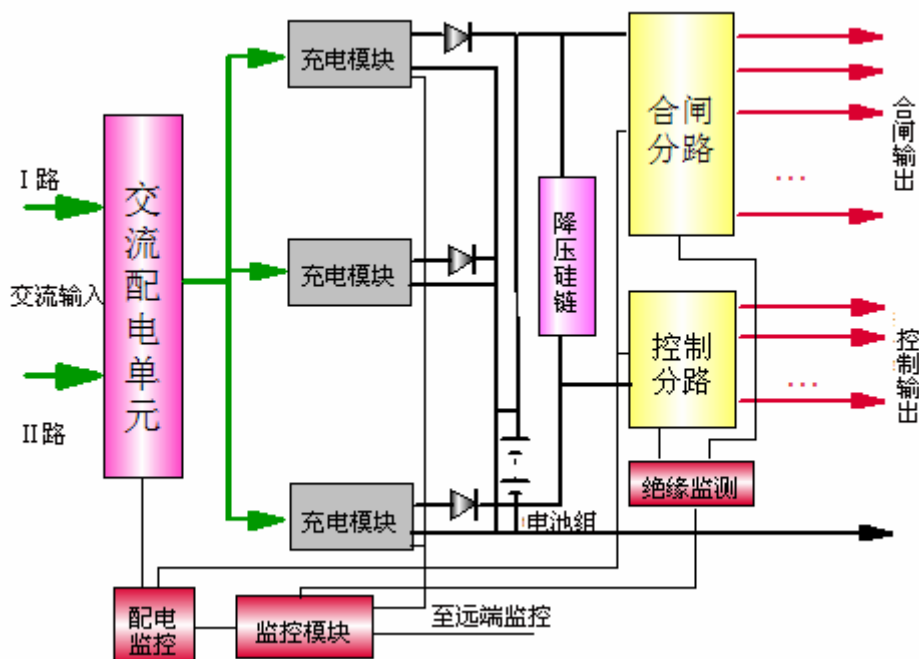 充电模块
合闸
分路
合闸输出
...
Ⅰ路
交流配电单元
降压硅链
充电模块
交流输入
控制
分路
控制输出
...
Ⅱ路
绝缘监测
充电模块
电池组
配电
监控
监控模块
至远端监控